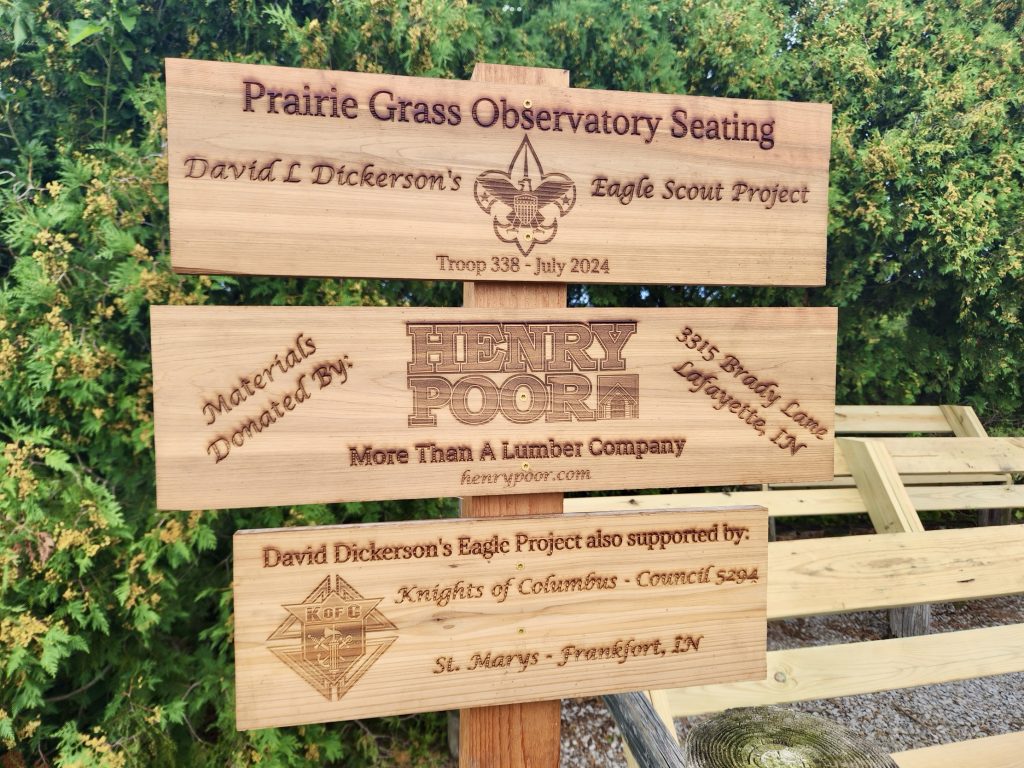 Prairie Grass Observatory Seating
David L Dickerson's Eagle Scout Project
Troop 338 - July 2024
Materials
Donated By:
HENRY
POOR
3315 Brady Lane
Lafayette, IN
More Than A Lumber Company
henrypoor.com
David Dickerson's Eagle Project also supported by:
K OF C
Knights of Columbus - Council 5294
St. Marys - Frankfort, IN